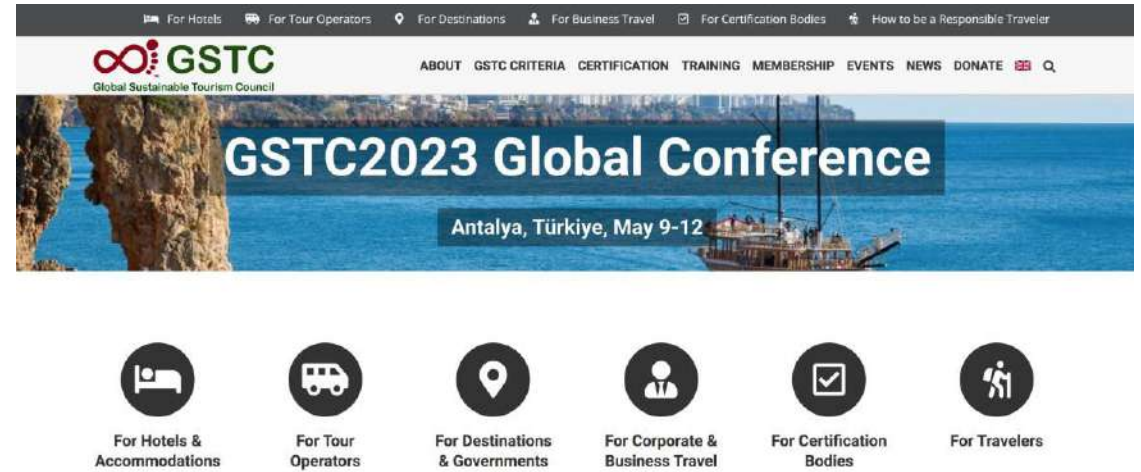 For Hotels For Tour Operators For Destinations For Business Travel For Certification Bodies How to be a Responsible Traveler
GSTC
Global Sustainable Tourism Council
ABOUT GSTC CRITERIA CERTIFICATION TRAINING MEMBERSHIP EVENTS NEWS DONATE
GSTC2023 Global Conference
Antalya, Türkiye, May 9-12
For Hotels &
Accommodations
For Tour
Operators
For Destinations
& Governments
For Corporate &
Business Travel
For Certification
Bodies
For Travelers